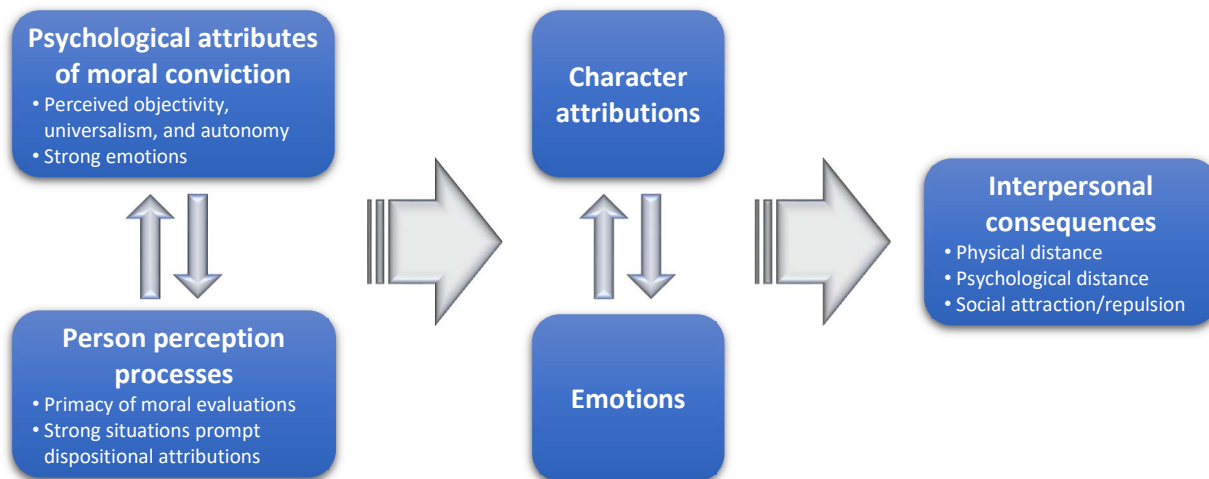 Psychological attributes
of moral conviction
• Perceived objectivity,
universalism, and autonomy
• Strong emotions
Person perception
processes
• Primacy of moral evaluations
• Strong situations prompt
dispositional attributions
Character
attributions
Emotions
Interpersonal
consequences
• Physical distance
• Psychological distance
• Social attraction/repulsion